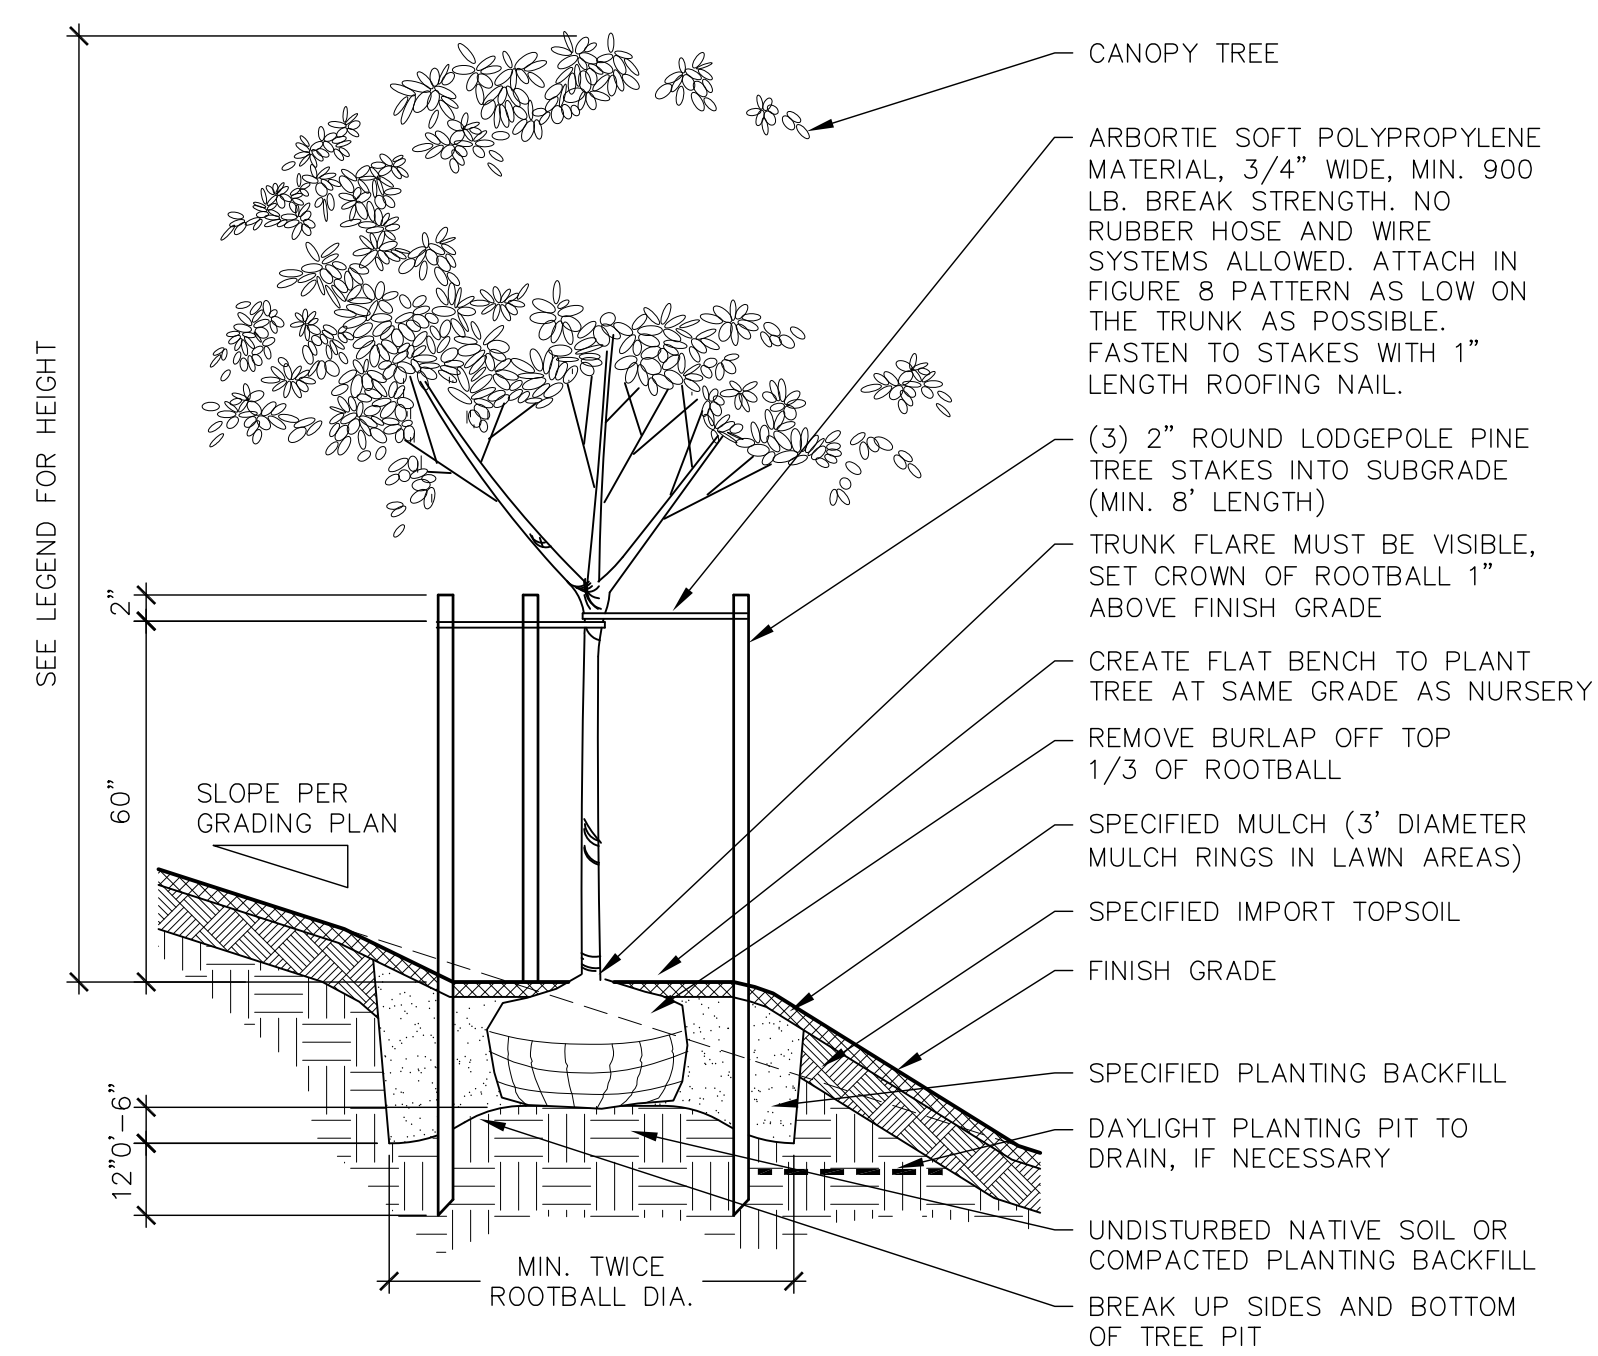 CANOPY TREE
ARBORTIE SOFT POLYPROPYLENE
MATERIAL, 3/4" WIDE, MIN. 900
LB. BREAK STRENGTH. NO
RUBBER HOSE AND WIRE
SYSTEMS ALLOWED. ATTACH IN
FIGURE 8 PATTERN AS LOW ON
THE TRUNK AS POSSIBLE.
FASTEN TO STAKES WITH 1"
LENGTH ROOFING NAIL.
(3) 2" ROUND LODGEPOLE PINE
TREE STAKES INTO SUBGRADE
(MIN. 8' LENGTH)
TRUNK FLARE MUST BE VISIBLE,
SET CROWN OF ROOTBALL 1"
ABOVE FINISH GRADE
CREATE FLAT BENCH TO PLANT
TREE AT SAME GRADE AS NURSERY
REMOVE BURLAP OFF TOP
1/3 OF ROOTBALL
SPECIFIED MULCH (3' DIAMETER
MULCH RINGS IN LAWN AREAS)
SPECIFIED IMPORT TOPSOIL
FINISH GRADE
SPECIFIED PLANTING BACKFILL
DAYLIGHT PLANTING PIT TO
DRAIN, IF NECESSARY
UNDISTURBED NATIVE SOIL OR
COMPACTED PLANTING BACKFILL
BREAK UP SIDES AND BOTTOM
OF TREE PIT
SEE LEGEND FOR HEIGHT
2"
60"
SLOPE PER
GRADING PLAN
0'-6"
12"
MIN. TWICE
ROOTBALL DIA.